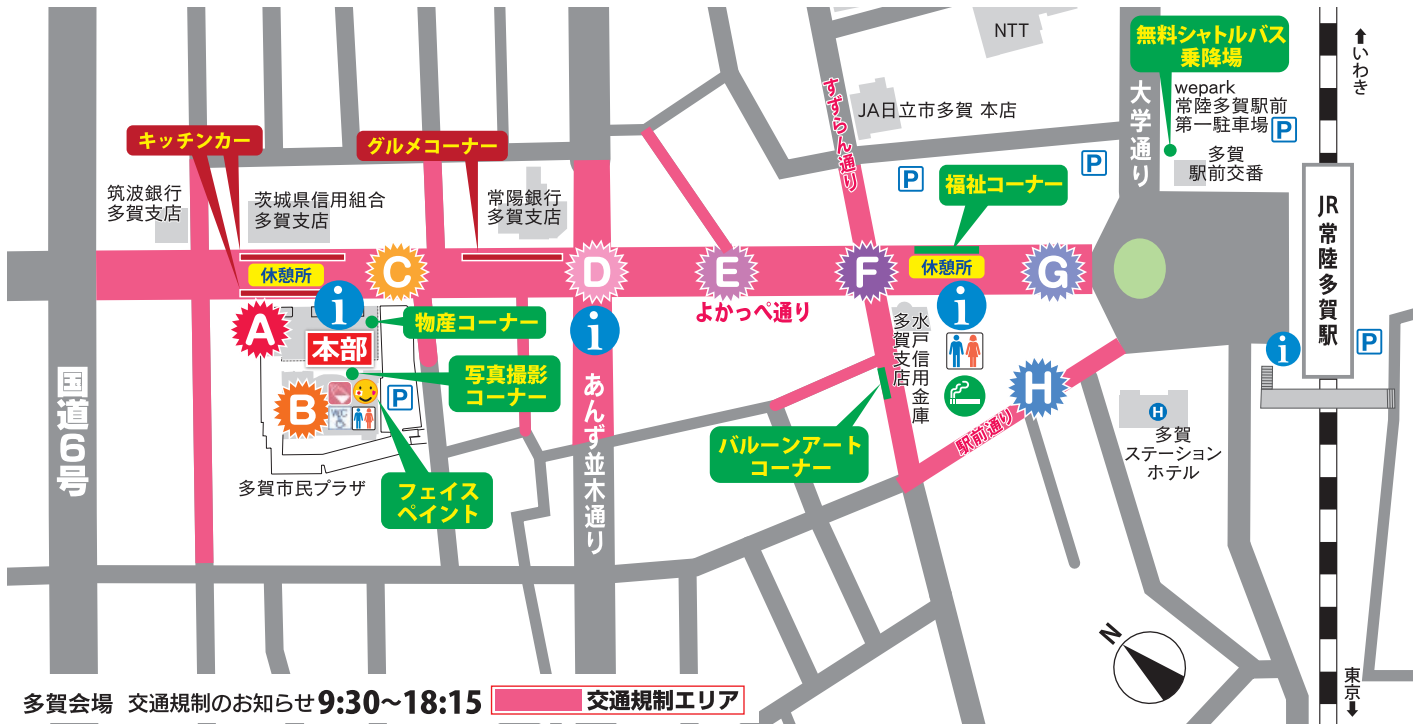 NTT
無料シャトルバス
乗降場
↑いわき
wepark
常陸多賀駅前
第一駐車場
P
大学通り
多賀
駅前交番
JA日立市多賀 本店
すずらん通り
キッチンカー
グルメコーナー
P
P
福祉コーナー
筑波銀行
多賀支店
茨城県信用組合
多賀支店
常陽銀行
多賀支店
JR常陸多賀駅
休憩所
C
D
E
F
休憩所
G
i
A
物産コーナー
本部
i
よかっぺ通り
i
水戸信用金庫
多賀支店
i
P
写真撮影
コーナー
B
WC
P
国道6号
あんず並木通り
H
駅前通り
バルーンアート
コーナー
H
多賀
ステーション
ホテル
多賀市民プラザ
フェイス
ペイント
N
東京↓
多賀会場 交通規制のお知らせ 9:30～18:15 交通規制エリア